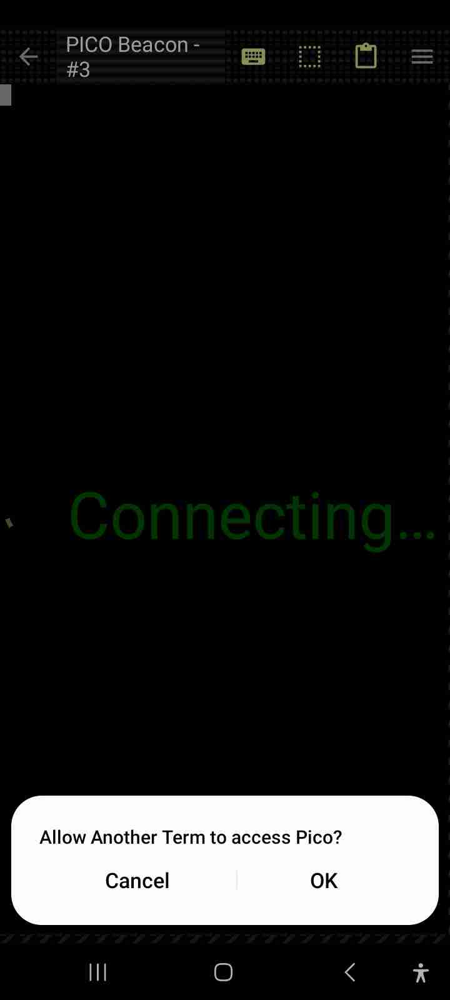 PICO Beacon -
#3
Connecting...
Allow Another Term to access Pico?
Cancel
OK